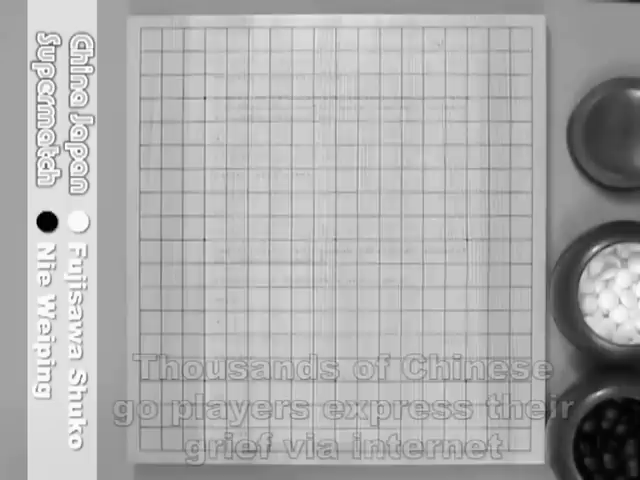 China Japan
Supermatch
Fujisawa Shuko
Nie Weiping
Thousands of Chinese
go players express their
grief via internet